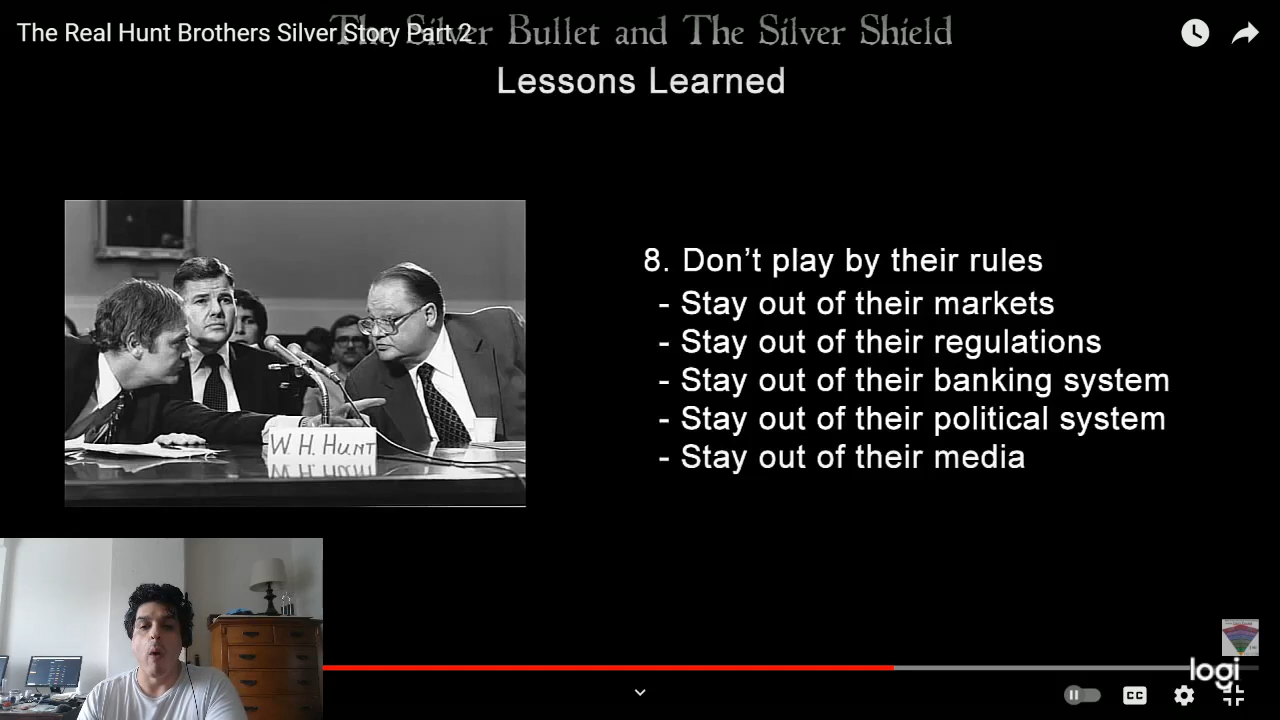 The Silver Bullet and The Silver Shield
The Real Hunt Brothers Silver Story Part 2
Lessons Learned
8. Don't play by their rules
- Stay out of their markets
- Stay out of their regulations
- Stay out of their banking system
- Stay out of their political system
- Stay out of their media
W. H. HUNT
logi
CC